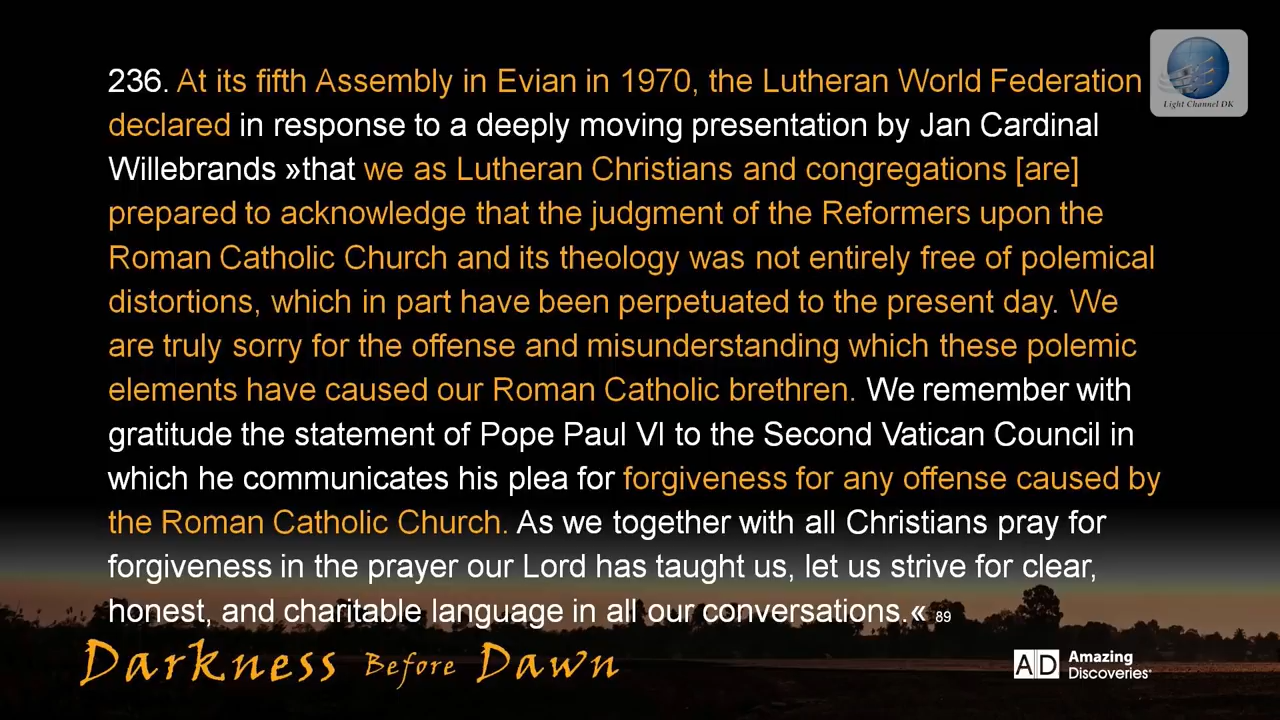 236. At its fifth Assembly in Evian in 1970, the Lutheran World Federation
declared in response to a deeply moving presentation by Jan Cardinal
Willebrands »that we as Lutheran Christians and congregations [are]
prepared to acknowledge that the judgment of the Reformers upon the
Roman Catholic Church and its theology was not entirely free of polemical
distortions, which in part have been perpetuated to the present day. We
are truly sorry for the offense and misunderstanding which these polemic
elements have caused our Roman Catholic brethren. We remember with
gratitude the statement of Pope Paul VI to the Second Vatican Council in
which he communicates his plea for forgiveness for any offense caused by
the Roman Catholic Church. As we together with all Christians pray for
forgiveness in the prayer our Lord has taught us, let us strive for clear,
honest, and charitable language in all our conversations.« 89
Light Channel DK
Darkness Before Dawn
AD Amazing
Discoveries